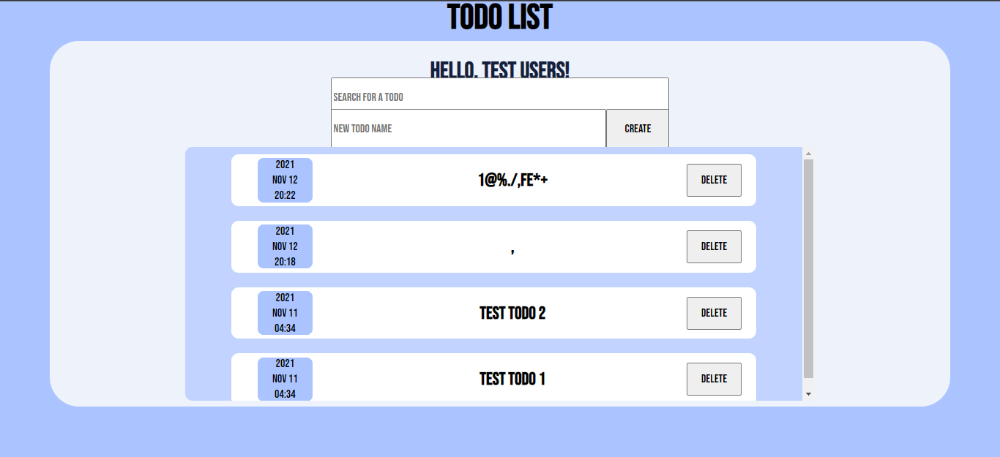 TODO LIST
HELLO, TEST USERS!
SEARCH FOR A TODO
NEW TODO NAME
CREATE
2021
NOV 12
20:22
1@%./,FE*+
DELETE
2021
NOV 12
20:18
,
DELETE
2021
NOV 11
04:34
TEST TODO 2
DELETE
2021
NOV 11
04:34
TEST TODO 1
DELETE